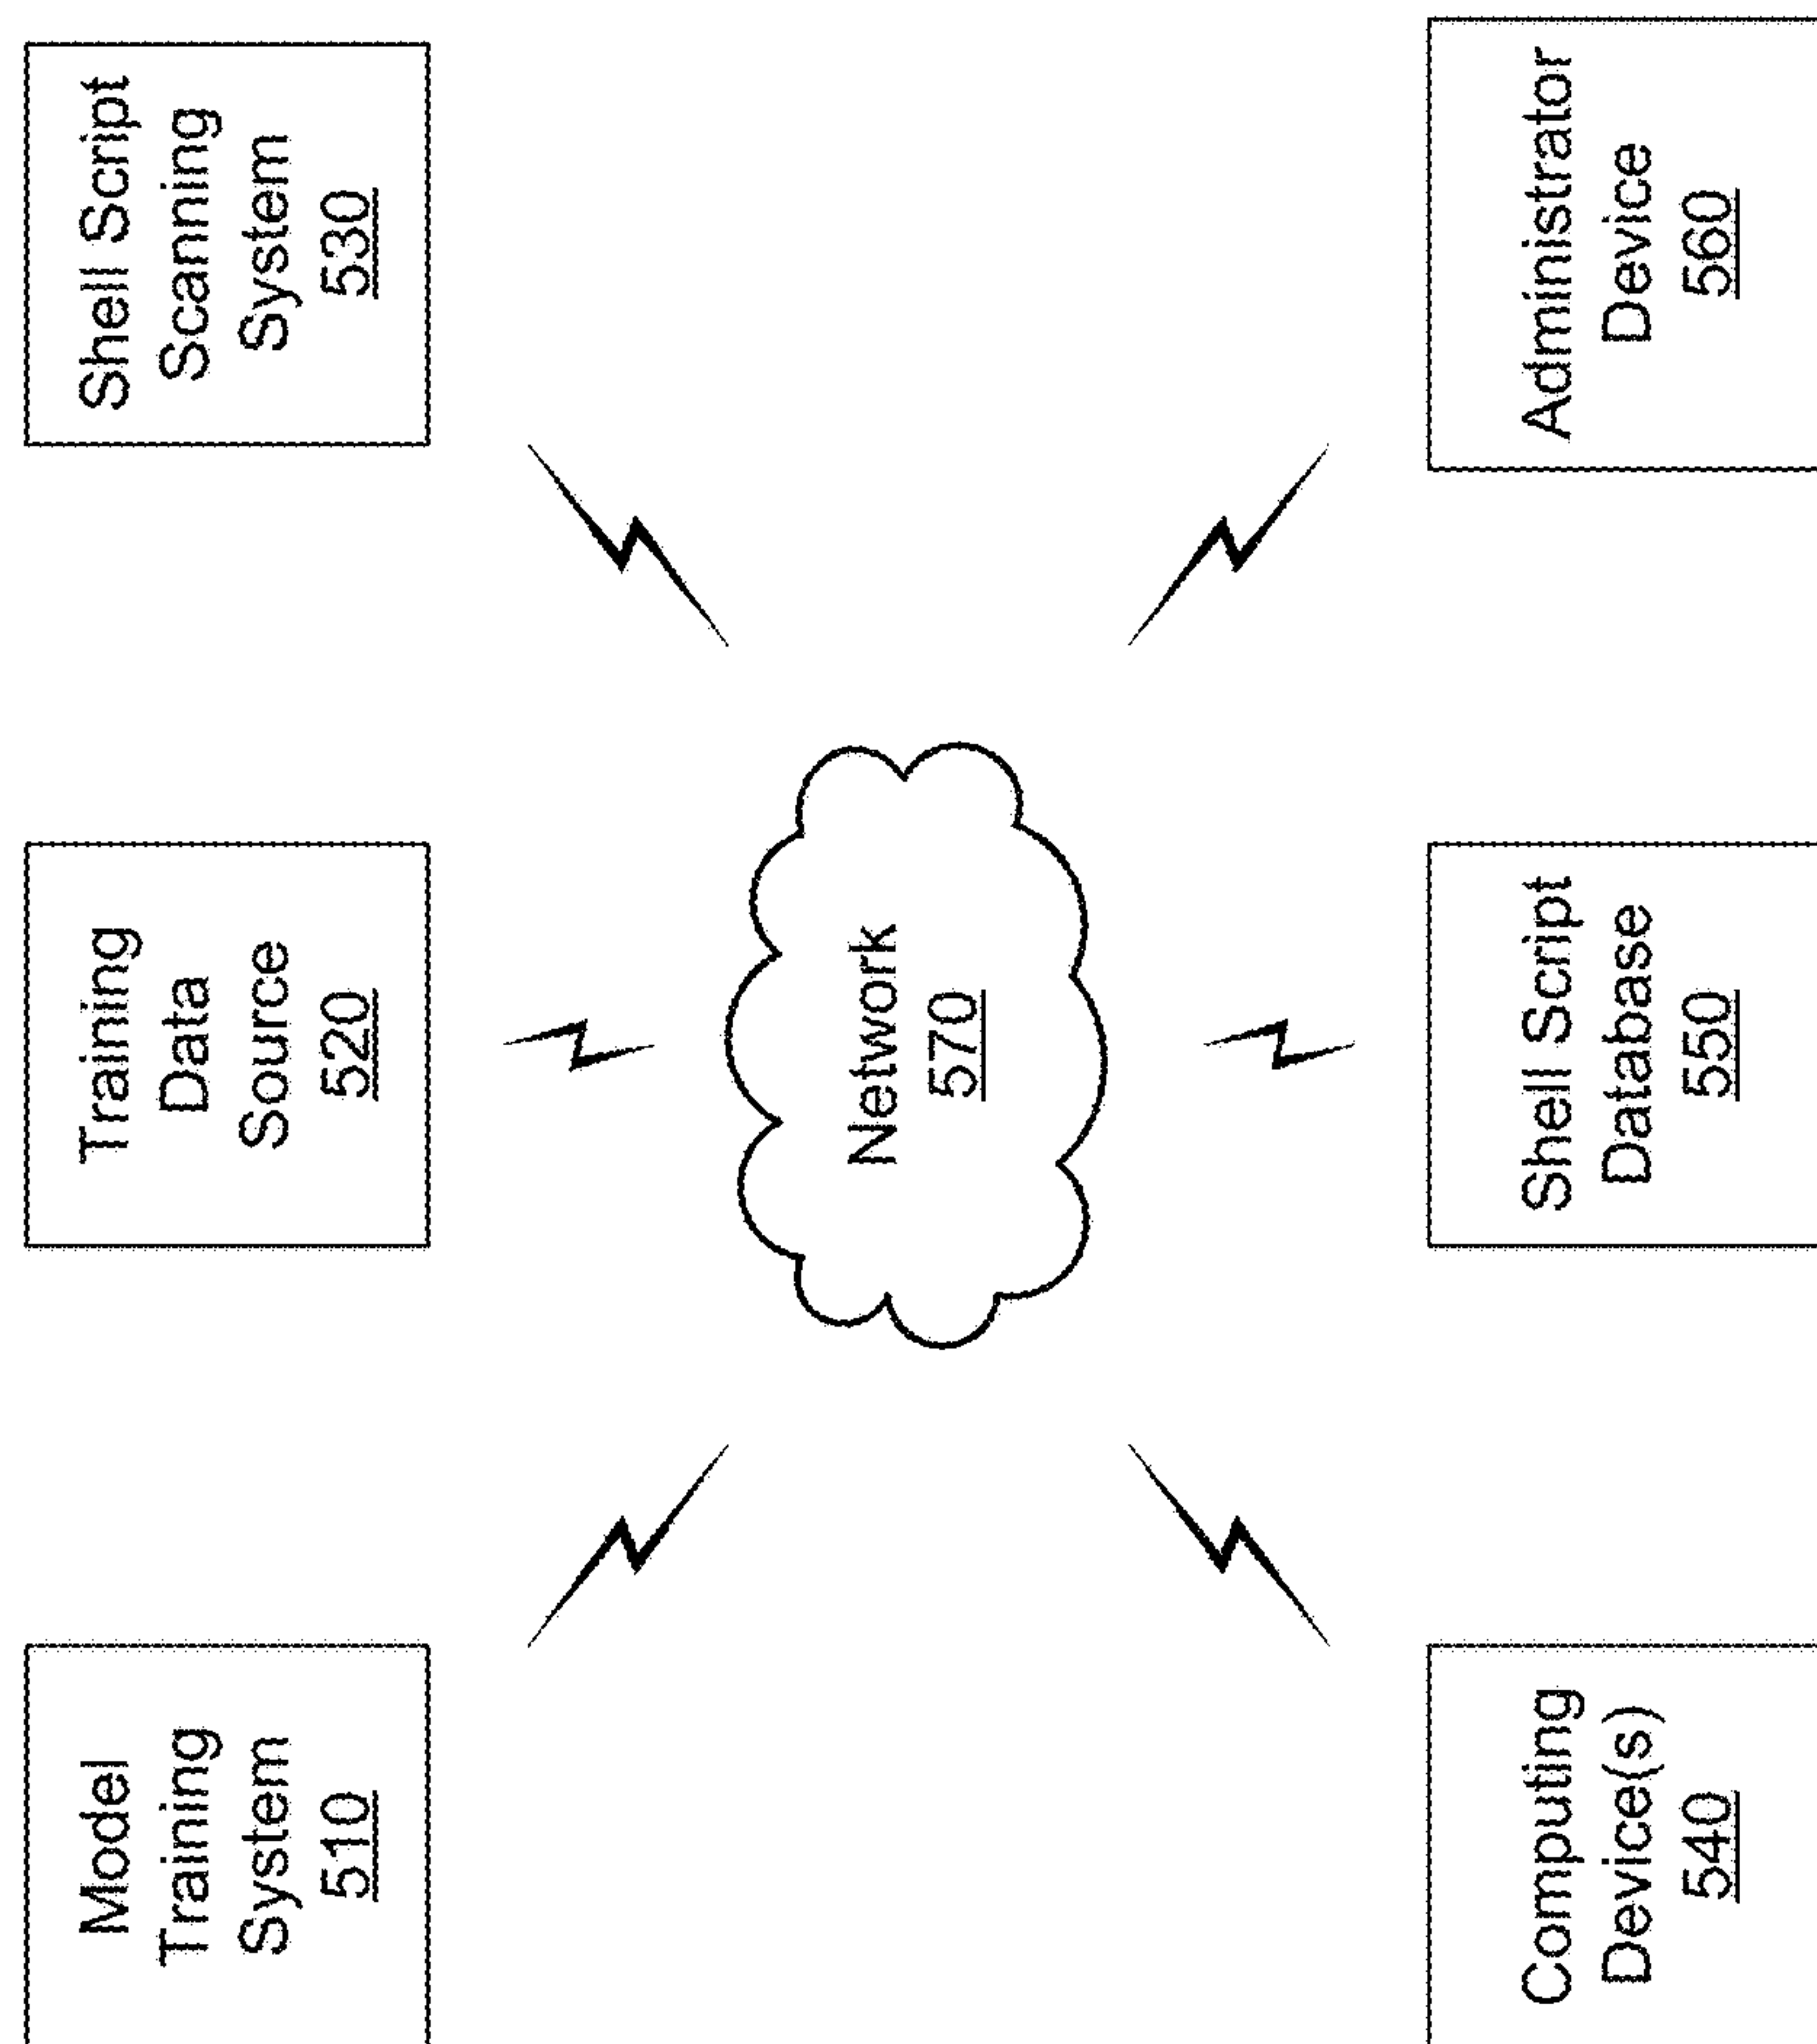 Model
Training
System
510
Training
Data
Source
520
Shell Script
Scanning
System
530
Network
570
Computing
Device(s)
540
Shell Script
Database
550
Administrator
Device
560